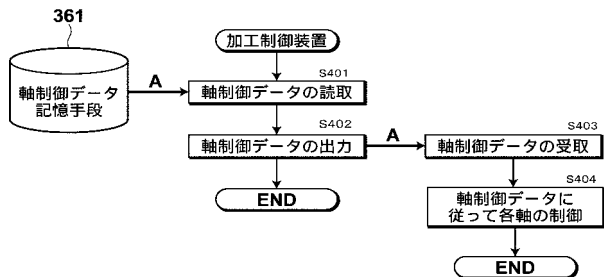 361
軸制御データ
記憶手段
A
加工制御装置
S401
軸制御データの読取
S402
軸制御データの出力
END
A
S403
軸制御データの受取
S404
軸制御データに
従って各軸の制御
END